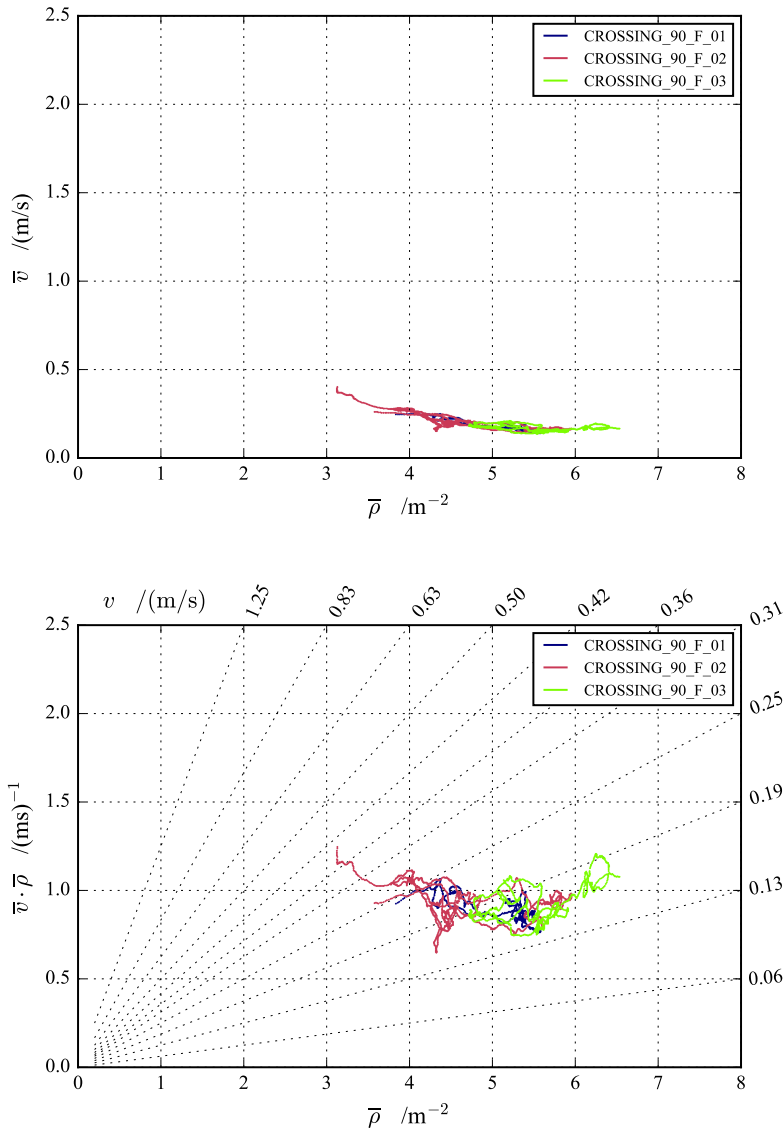 2.5
2.0
1.5
1.0
0.5
0.0
v̅ /(m/s)
CROSSING_90_F_01
CROSSING_90_F_02
CROSSING_90_F_03
0 1 2 3 4 5 6 7 8
ρ̅ /m⁻²
v /(m/s) 1.25 0.83 0.63 0.50 0.42 0.36 0.31
2.5
2.0
1.5
1.0
0.5
0.0
v̅·ρ̅ /(ms)⁻¹
CROSSING_90_F_01
CROSSING_90_F_02
CROSSING_90_F_03
0.25
0.19
0.13
0.06
0 1 2 3 4 5 6 7 8
ρ̅ /m⁻²